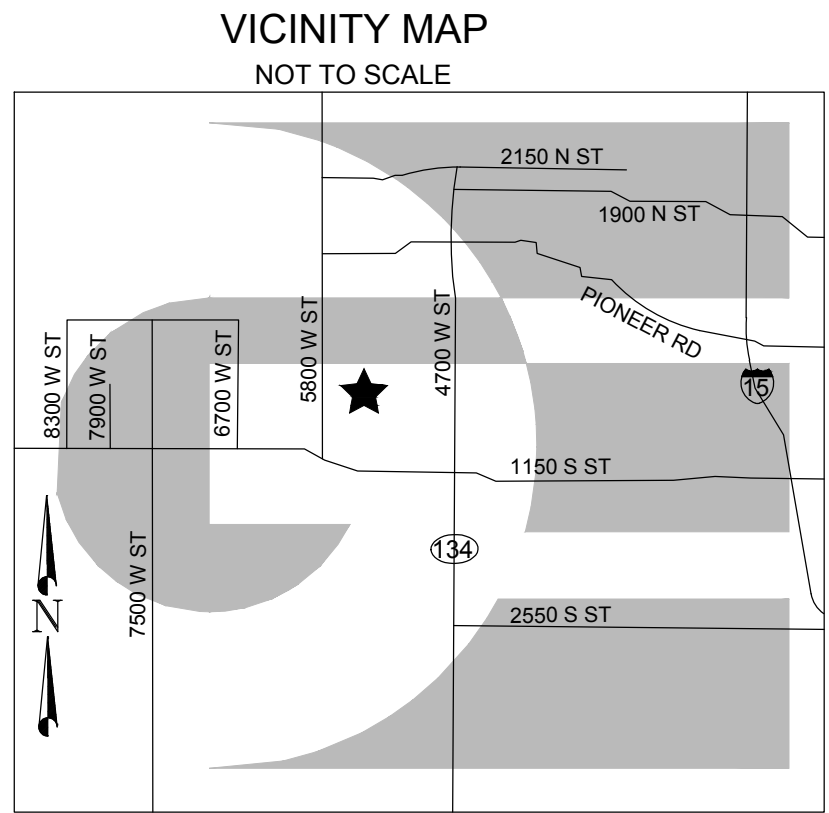 VICINITY MAP
NOT TO SCALE
2150 N ST
1900 N ST
PIONEER RD
5800 W ST
4700 W ST
8300 W ST
7900 W ST
6700 W ST
15
1150 S ST
7500 W ST
134
N
2550 S ST